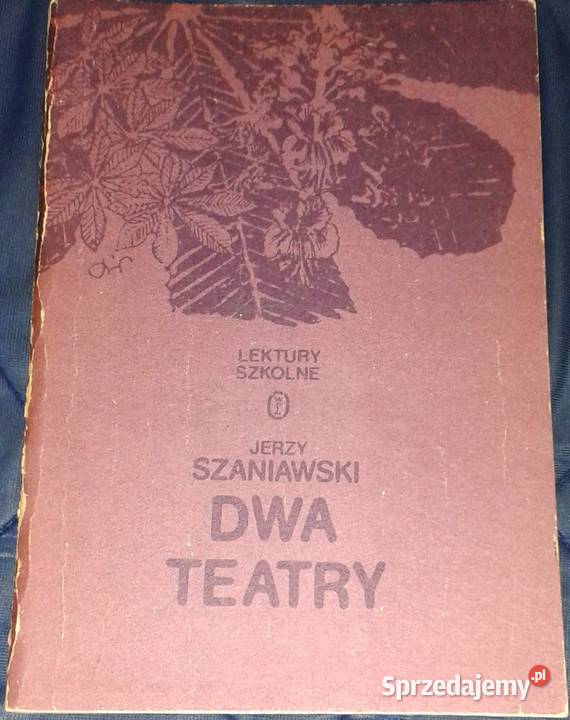 LEKTURY
SZKOLNE
JERZY
SZANIAWSKI
DWA
TEATRY
Sprzedajemy.pl